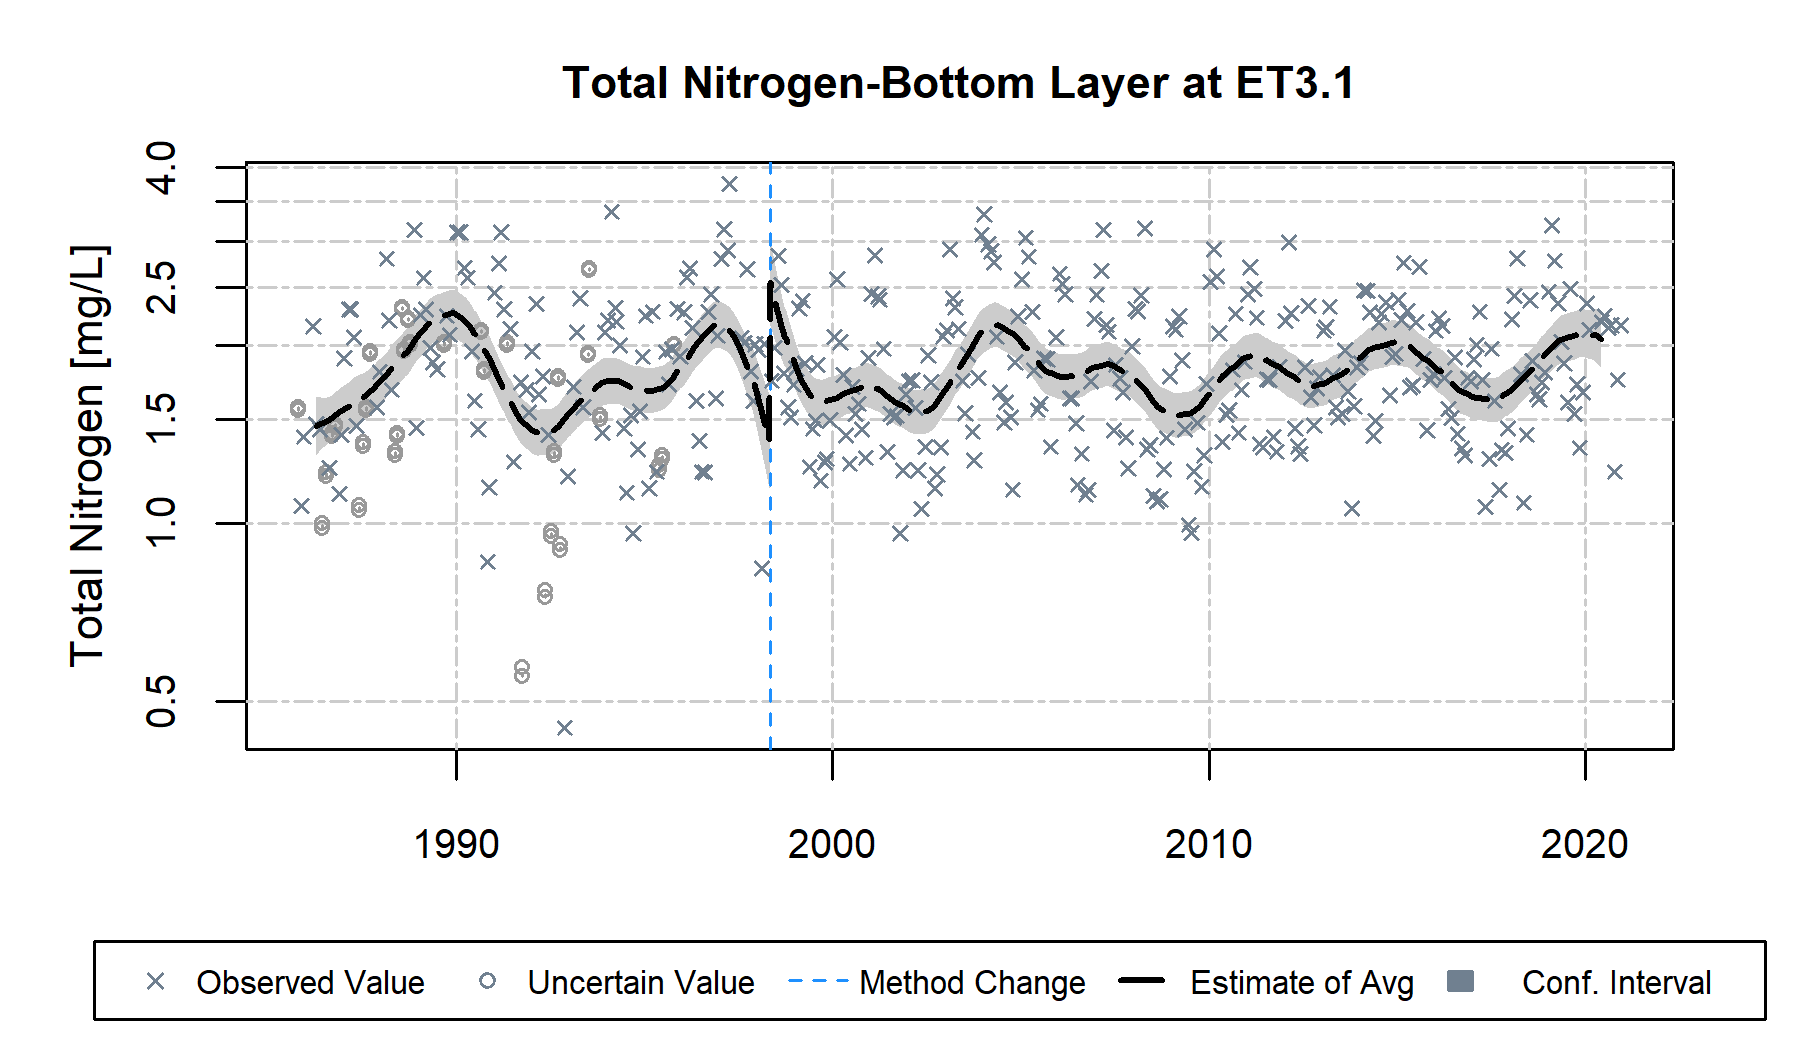 Total Nitrogen-Bottom Layer at ET3.1
Total Nitrogen [mg/L]
4.0
2.5
1.5
1.0
0.5
1990 2000 2010 2020
Observed Value Uncertain Value Method Change Estimate of Avg Conf. Interval